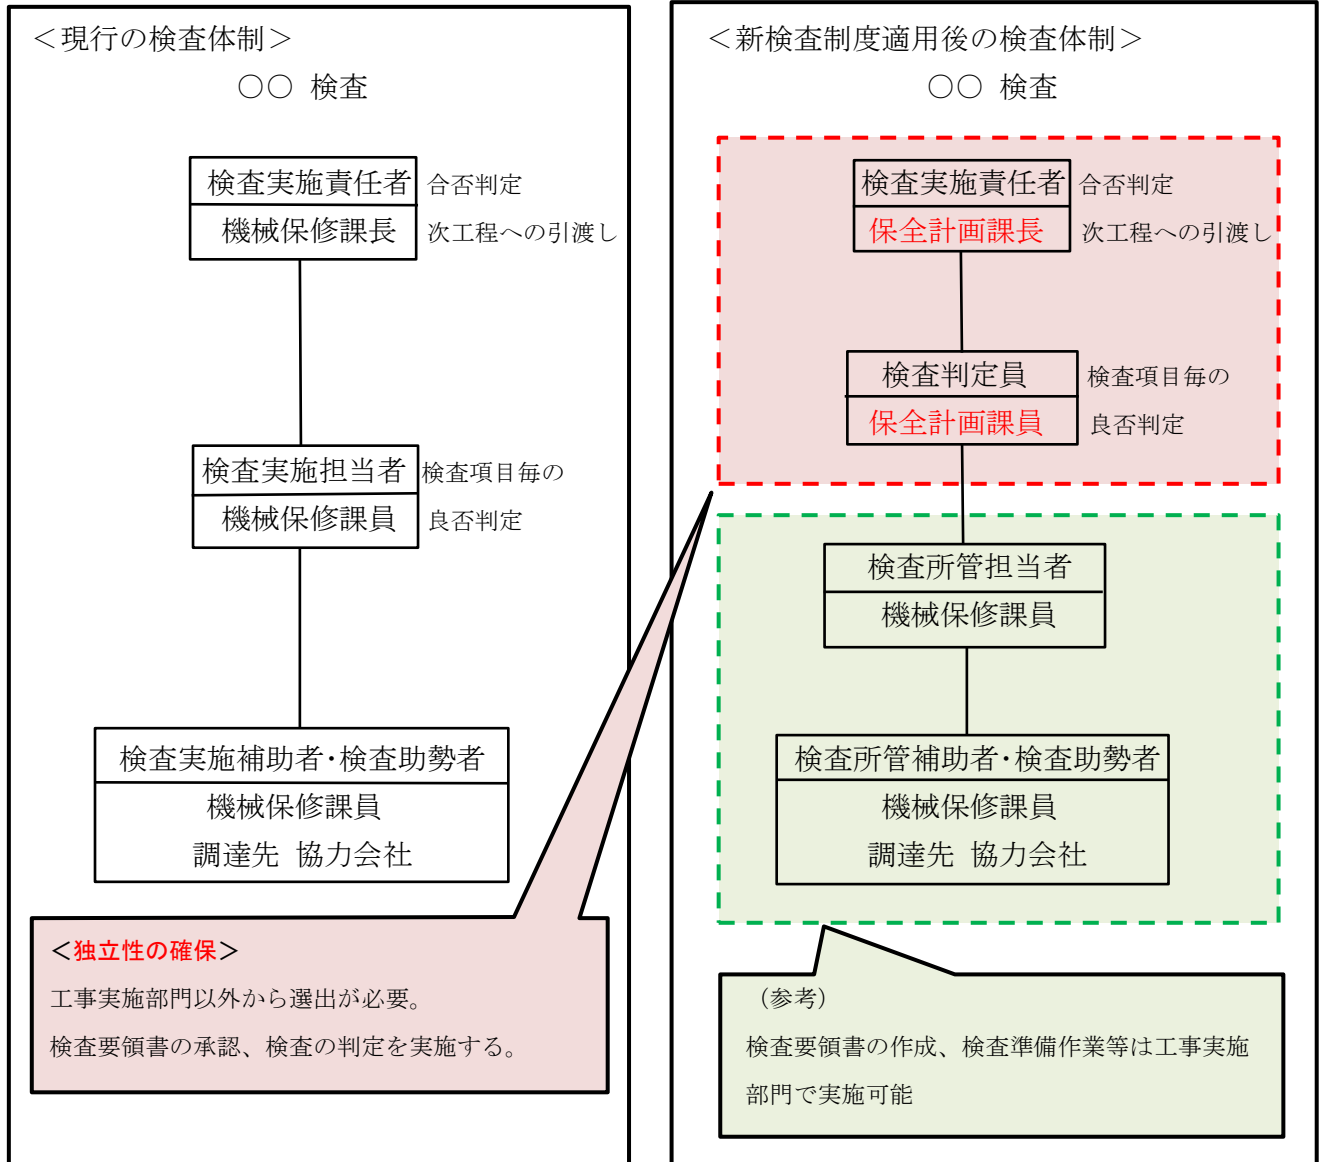 ＜現行の検査体制＞
〇〇 検査
検査実施責任者 合否判定
機械保修課長 次工程への引渡し
検査実施担当者 検査項目毎の
機械保修課員 良否判定
検査実施補助者・検査助勢者
機械保修課員
調達先 協力会社
＜独立性の確保＞
工事実施部門以外から選出が必要。
検査要領書の承認、検査の判定を実施する。
＜新検査制度適用後の検査体制＞
〇〇 検査
検査実施責任者 合否判定
保全計画課長 次工程への引渡し
検査判定員 検査項目毎の
保全計画課員 良否判定
検査所管担当者
機械保修課員
検査所管補助者・検査助勢者
機械保修課員
調達先 協力会社
（参考）
検査要領書の作成、検査準備作業等は工事実施
部門で実施可能